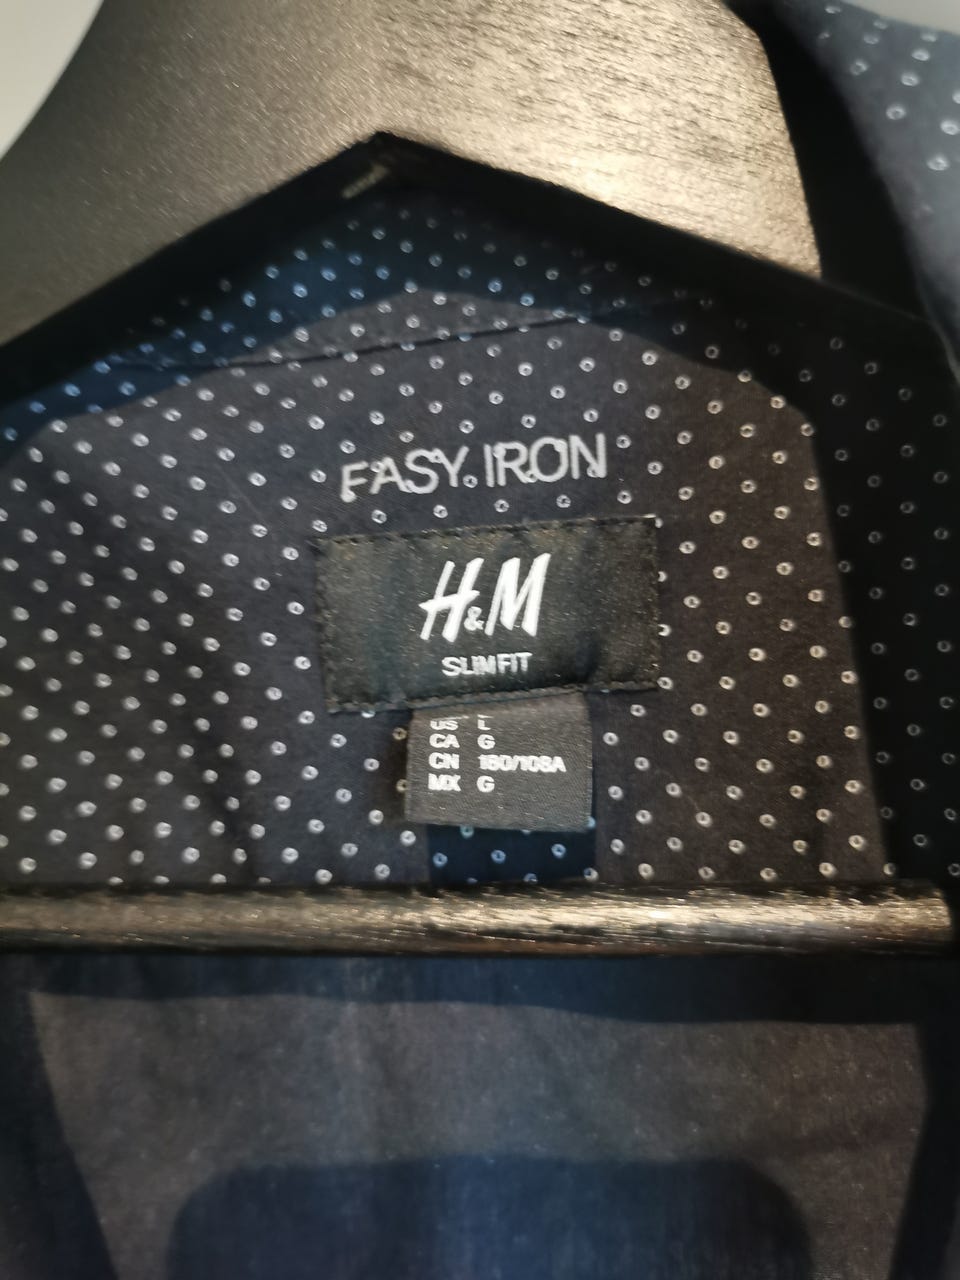 EASY IRON
H&M
SLIM FIT
US L
CA G
CN 180/108A
MX G